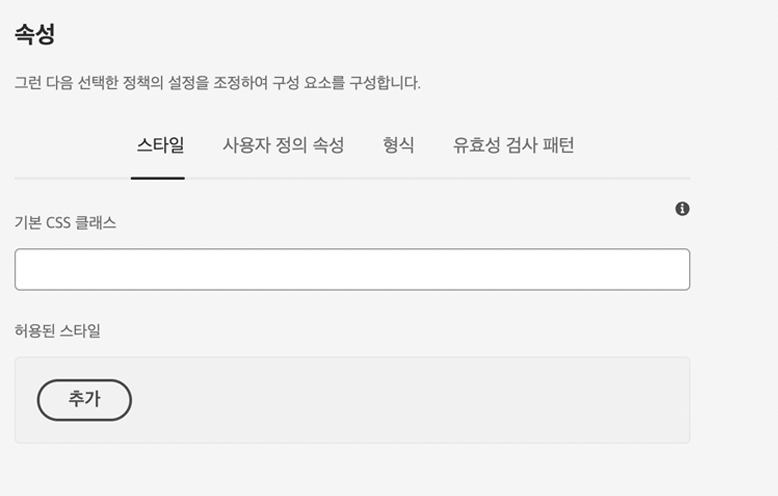 속성
그런 다음 선택한 정책의 설정을 조정하여 구성 요소를 구성합니다.
스타일 사용자 정의 속성 형식 유효성 검사 패턴
기본 CSS 클래스
허용된 스타일
추가